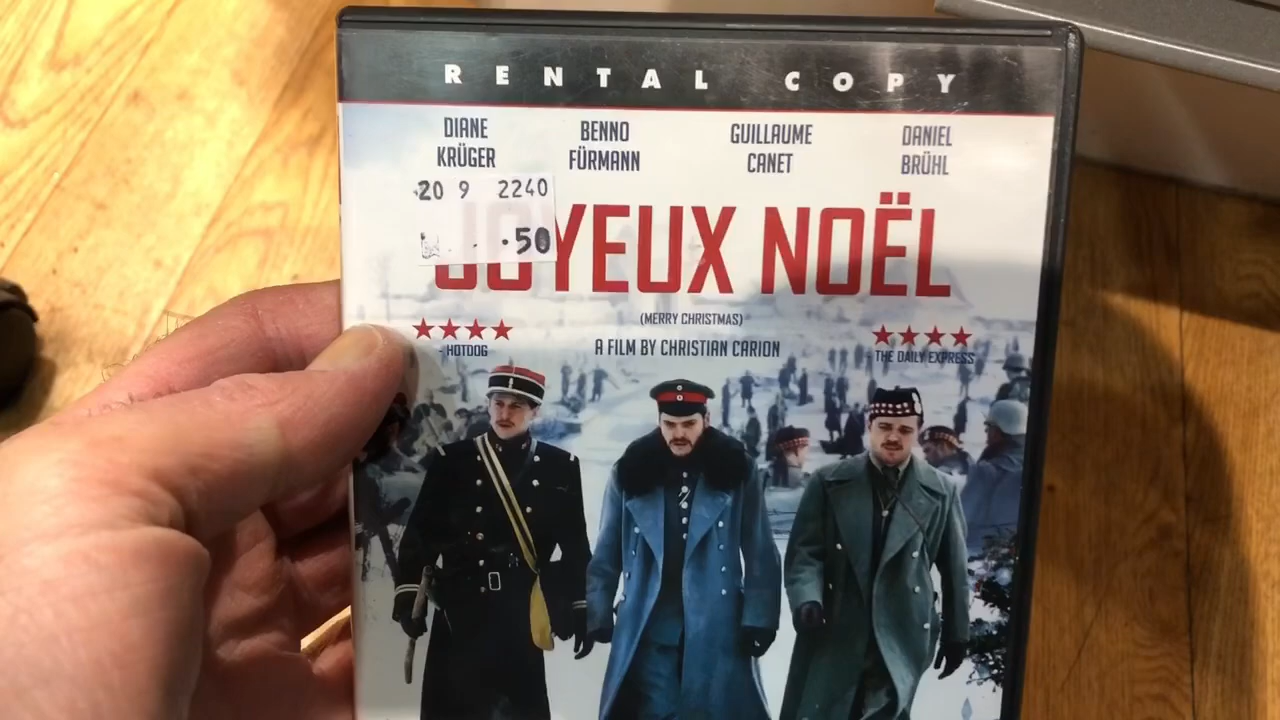 RENTAL COPY
DIANE KRÜGER
BENNO FÜRMANN
GUILLAUME CANET
DANIEL BRÜHL
20 9 2240
.50
JOYEUX NOËL
(MERRY CHRISTMAS)
★★★★
- HOTDOG
A FILM BY CHRISTIAN CARION
★★★★
- THE DAILY EXPRESS